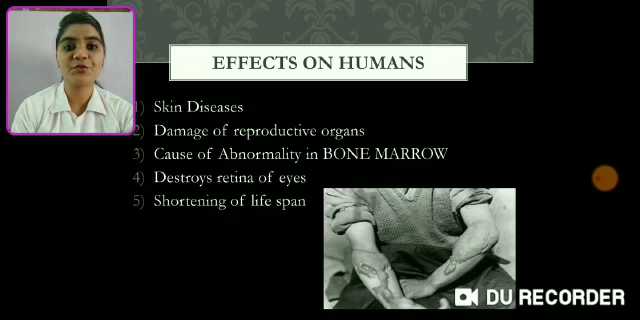 EFFECTS ON HUMANS
1) Skin Diseases
2) Damage of reproductive organs
3) Cause of Abnormality in BONE MARROW
4) Destroys retina of eyes
5) Shortening of life span
DU RECORDER